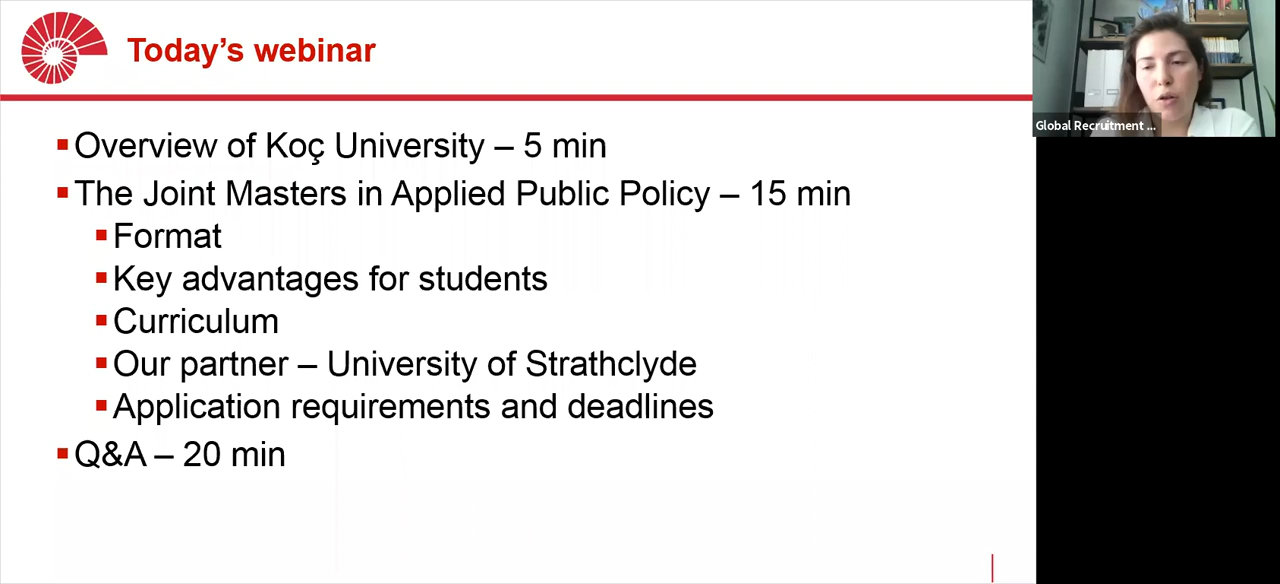 Today's webinar
Overview of Koç University – 5 min
The Joint Masters in Applied Public Policy – 15 min
Format
Key advantages for students
Curriculum
Our partner – University of Strathclyde
Application requirements and deadlines
Q&A – 20 min
Global Recruitment ...